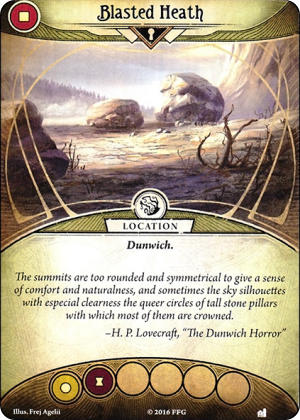 Blasted Heath
LOCATION
Dunwich.
The summits are too rounded and symmetrical to give a sense
of comfort and naturalness, and sometimes the sky silhouettes
with especial clearness the queer circles of tall stone pillars
with which most of them are crowned.
–H. P. Lovecraft, “The Dunwich Horror”
Illus. Frej Agelii
© 2016 FFG